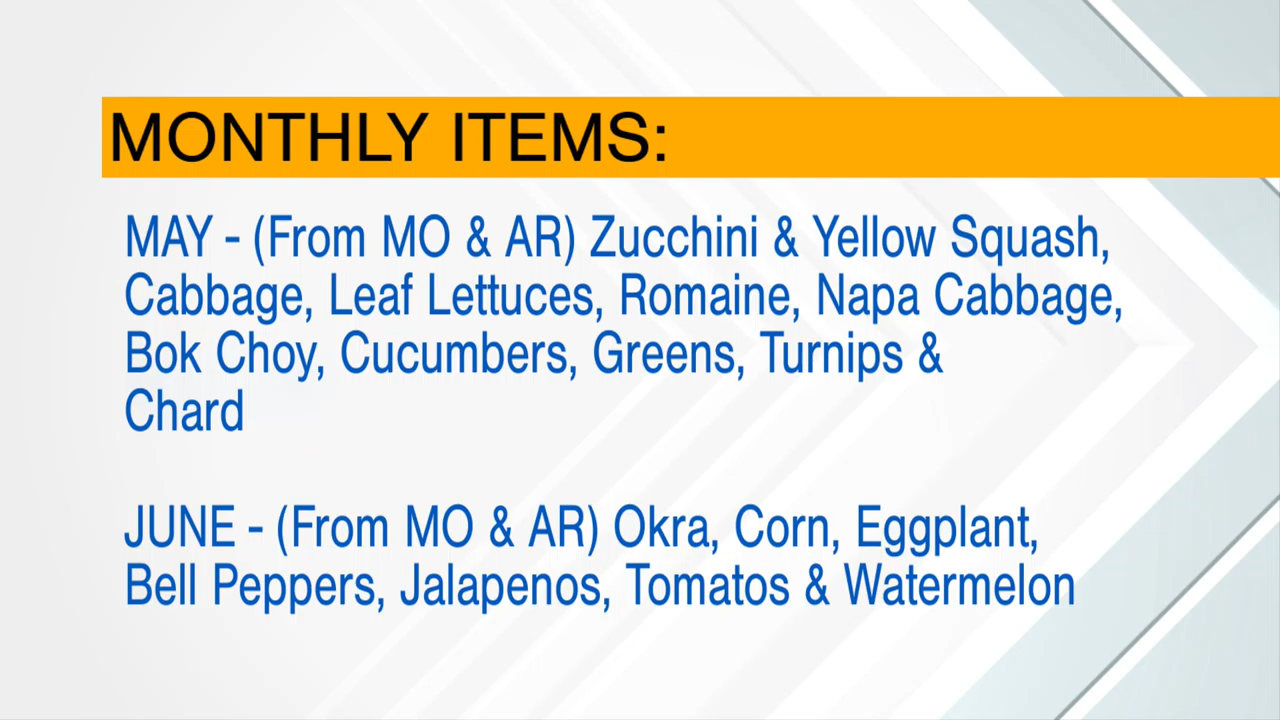 MONTHLY ITEMS:
MAY - (From MO & AR) Zucchini & Yellow Squash,
Cabbage, Leaf Lettuces, Romaine, Napa Cabbage,
Bok Choy, Cucumbers, Greens, Turnips &
Chard
JUNE - (From MO & AR) Okra, Corn, Eggplant,
Bell Peppers, Jalapenos, Tomatos & Watermelon